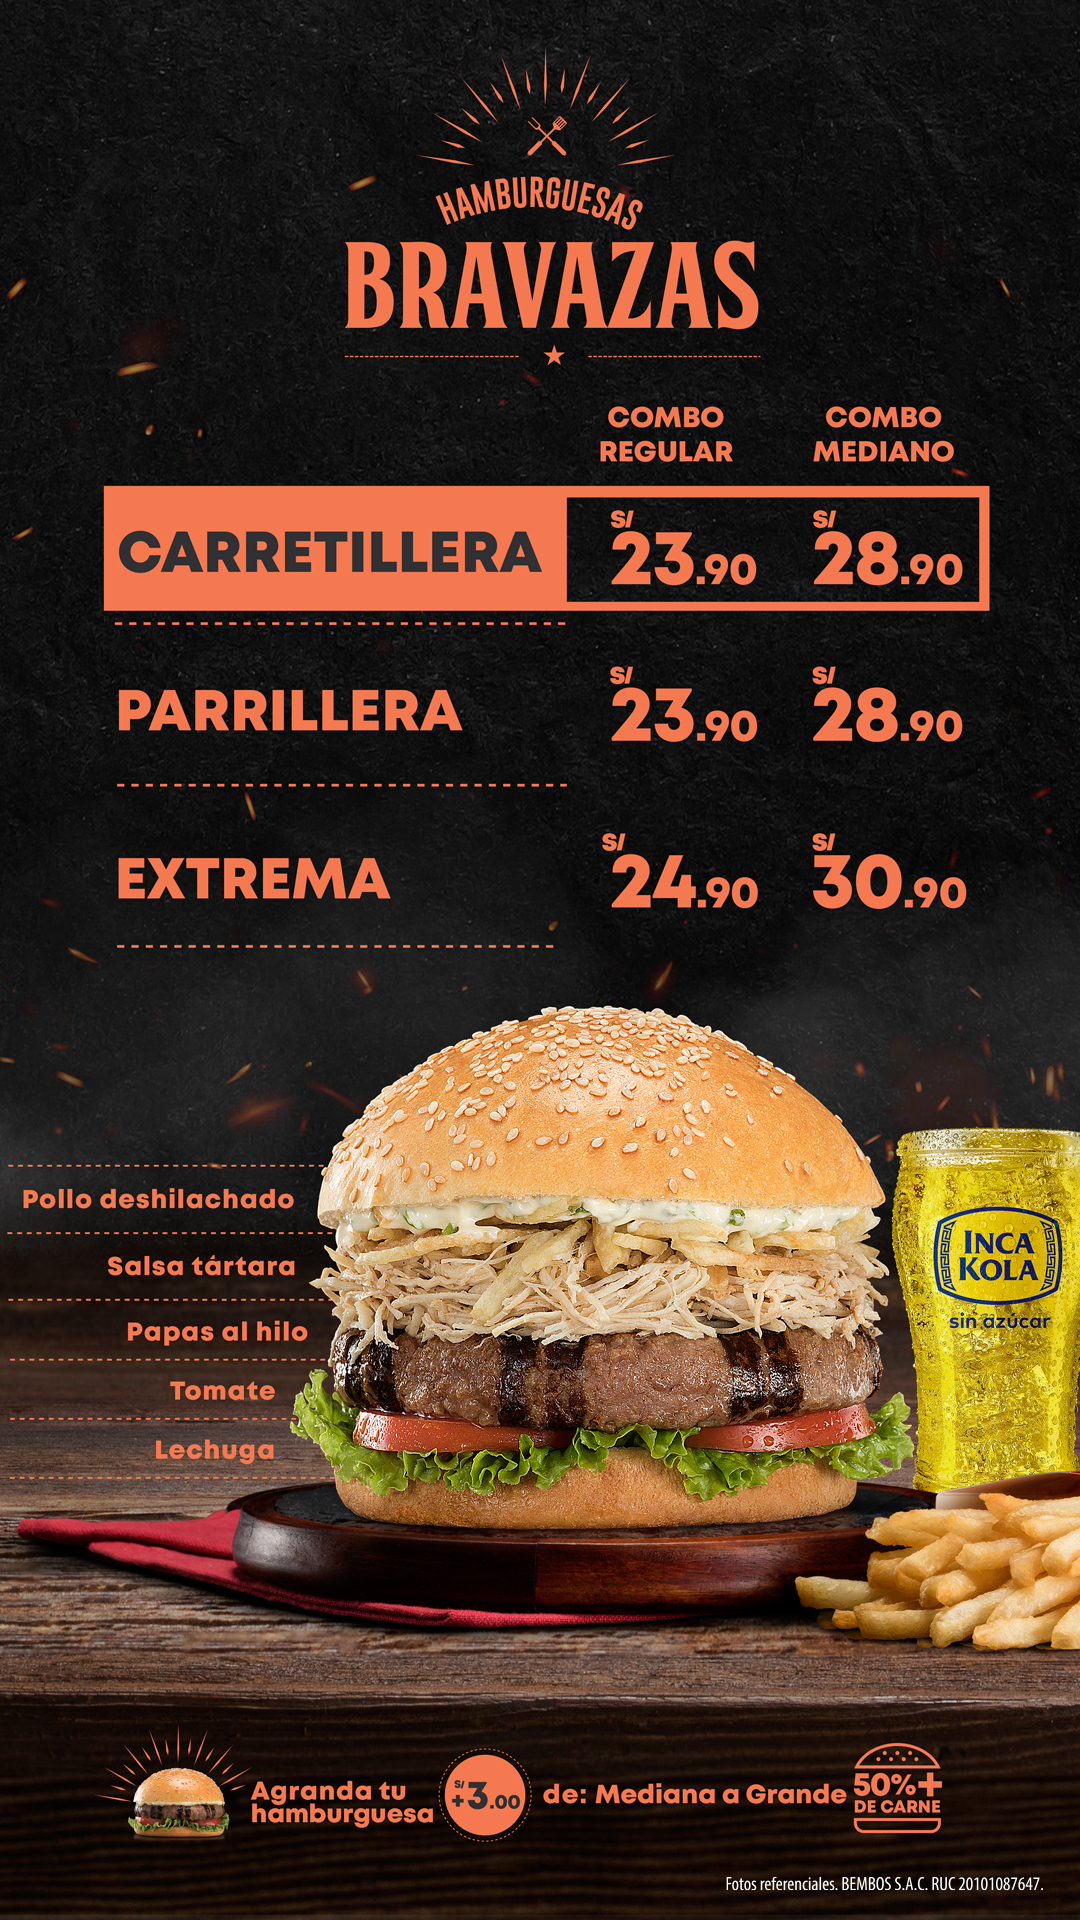 HAMBURGUESAS
BRAVAZAS
COMBO REGULAR
COMBO MEDIANO
CARRETILLERA S/ 23.90 S/ 28.90
PARRILLERA S/ 23.90 S/ 28.90
EXTREMA S/ 24.90 S/ 30.90
Pollo deshilachado
Salsa tártara
Papas al hilo
Tomate
Lechuga
INCA
KOLA
sin azúcar
Agranda tu
hamburguesa
S/ +3.00
de: Mediana a Grande
50%+
DE CARNE
Fotos referenciales. BEMBOS S.A.C. RUC 20101087647.